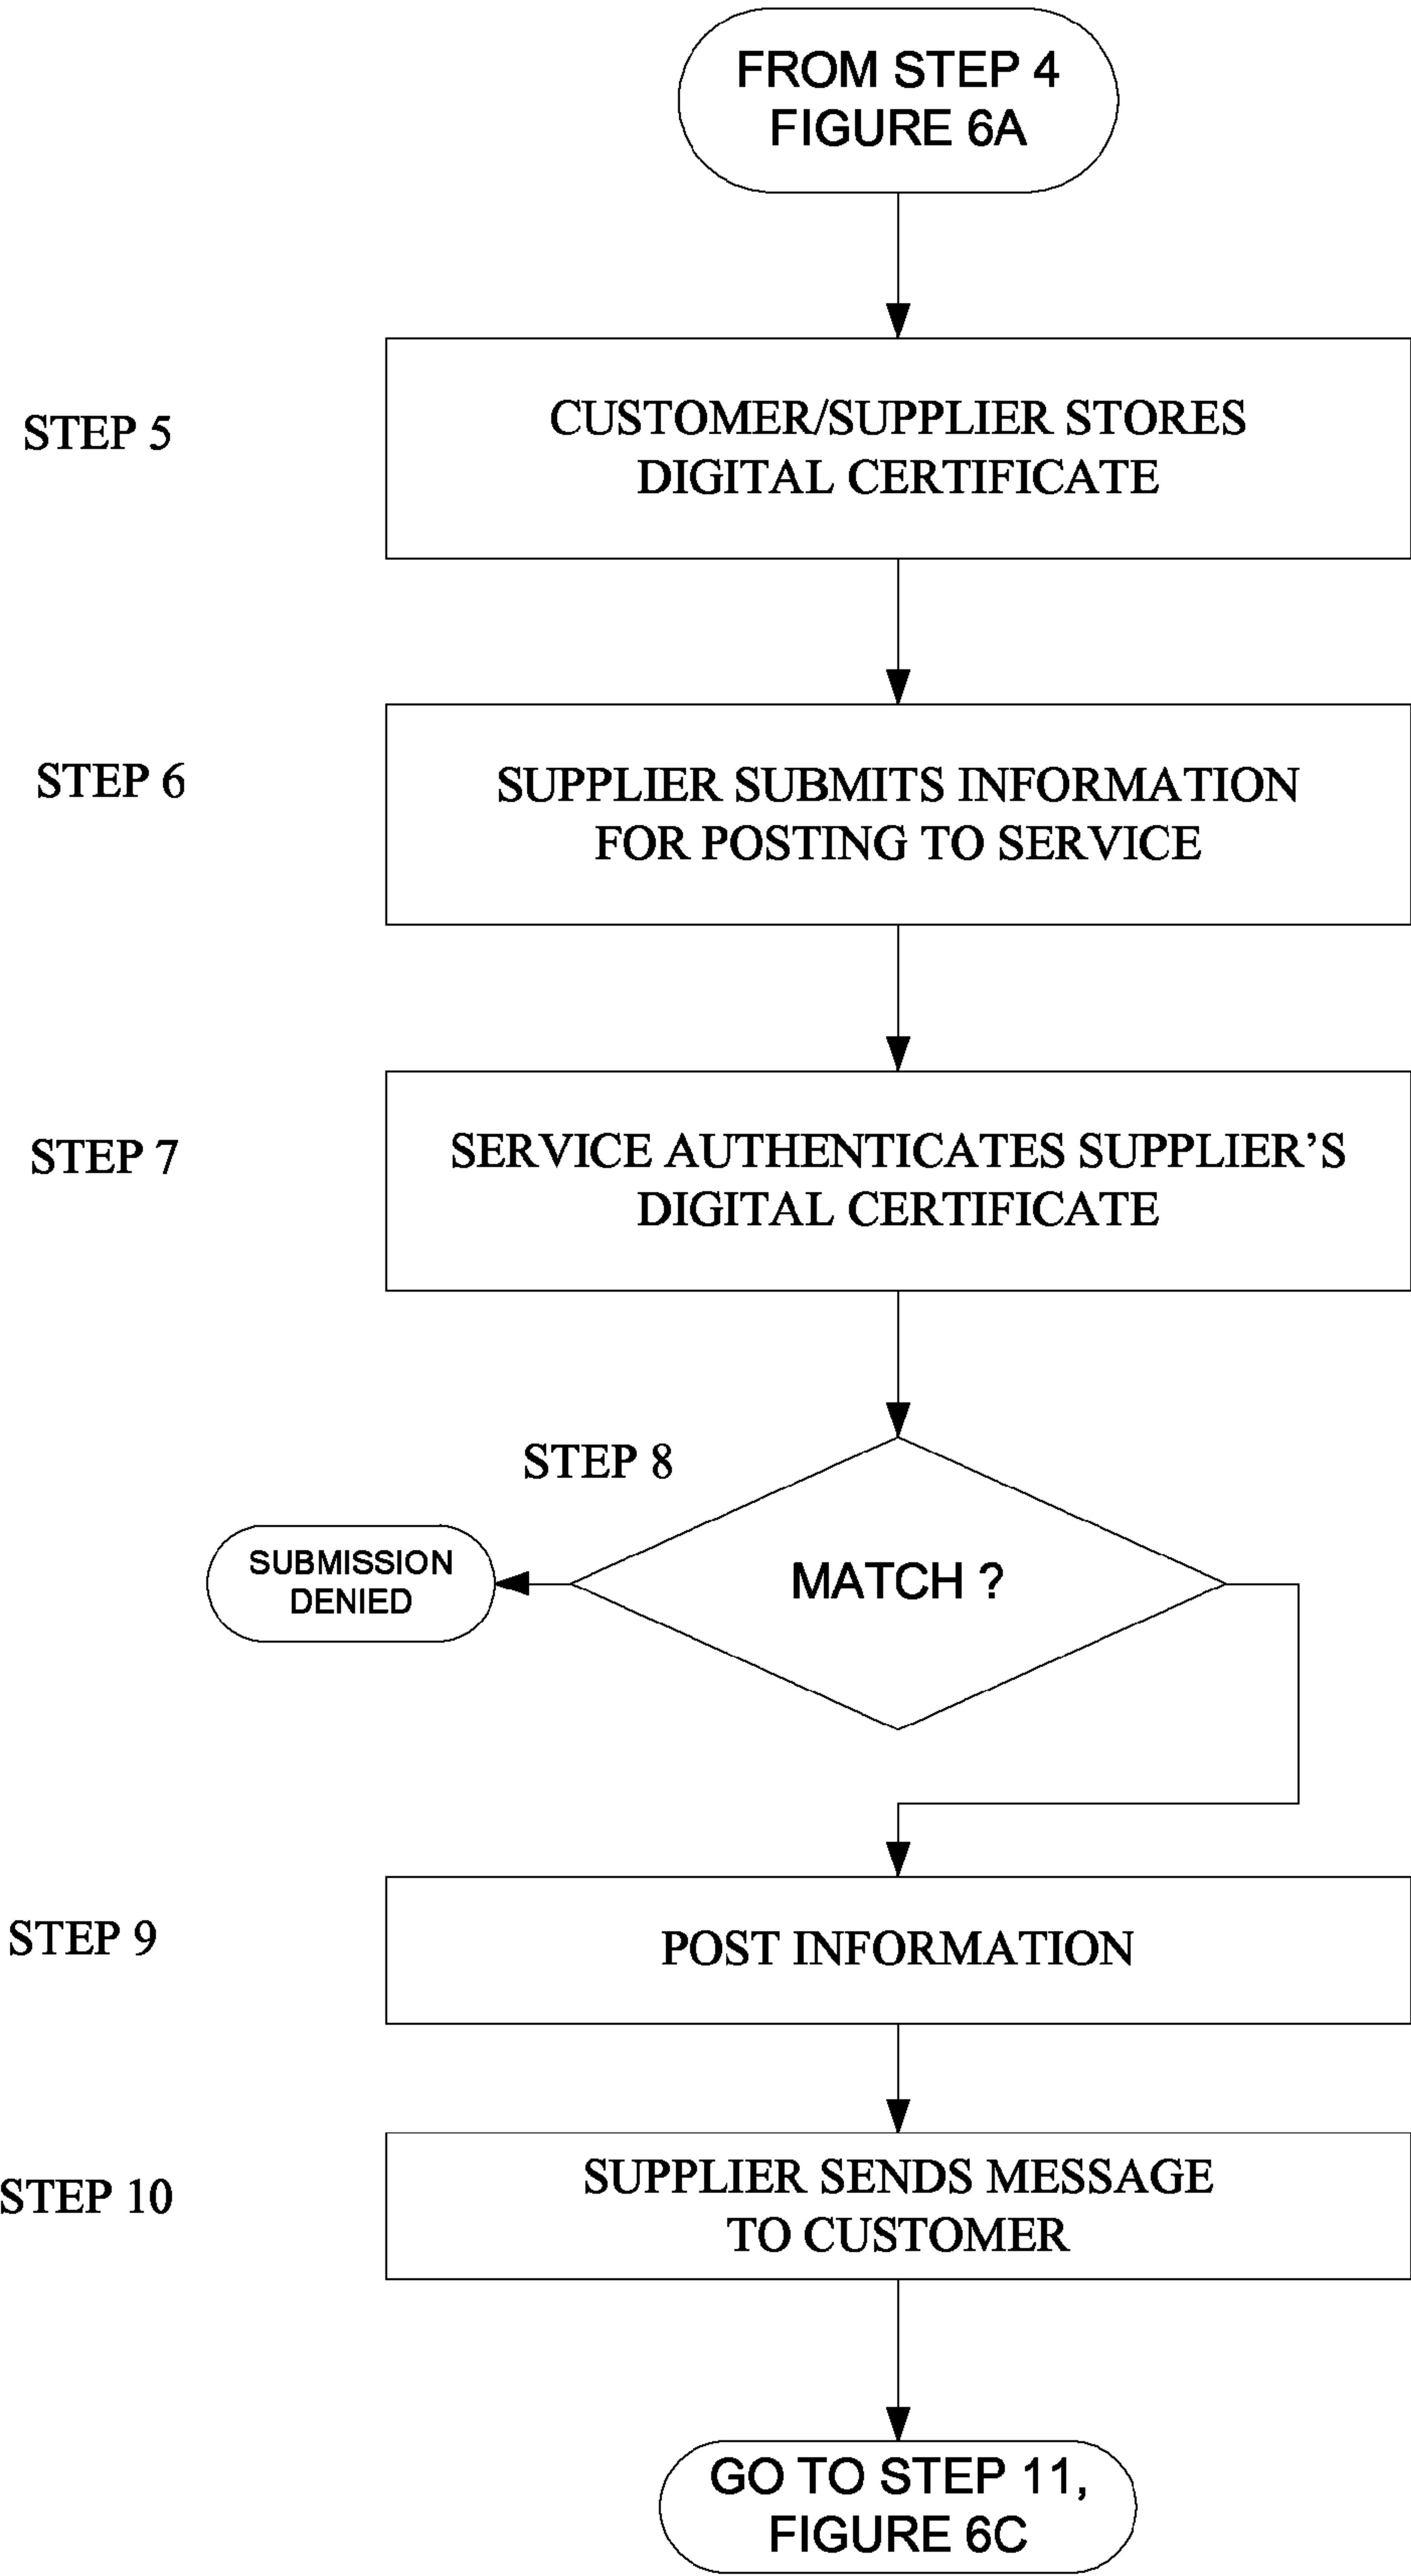 FROM STEP 4
FIGURE 6A
STEP 5
CUSTOMER/SUPPLIER STORES
DIGITAL CERTIFICATE
STEP 6
SUPPLIER SUBMITS INFORMATION
FOR POSTING TO SERVICE
STEP 7
SERVICE AUTHENTICATES SUPPLIER’S
DIGITAL CERTIFICATE
STEP 8
SUBMISSION
DENIED
MATCH ?
STEP 9
POST INFORMATION
STEP 10
SUPPLIER SENDS MESSAGE
TO CUSTOMER
GO TO STEP 11,
FIGURE 6C